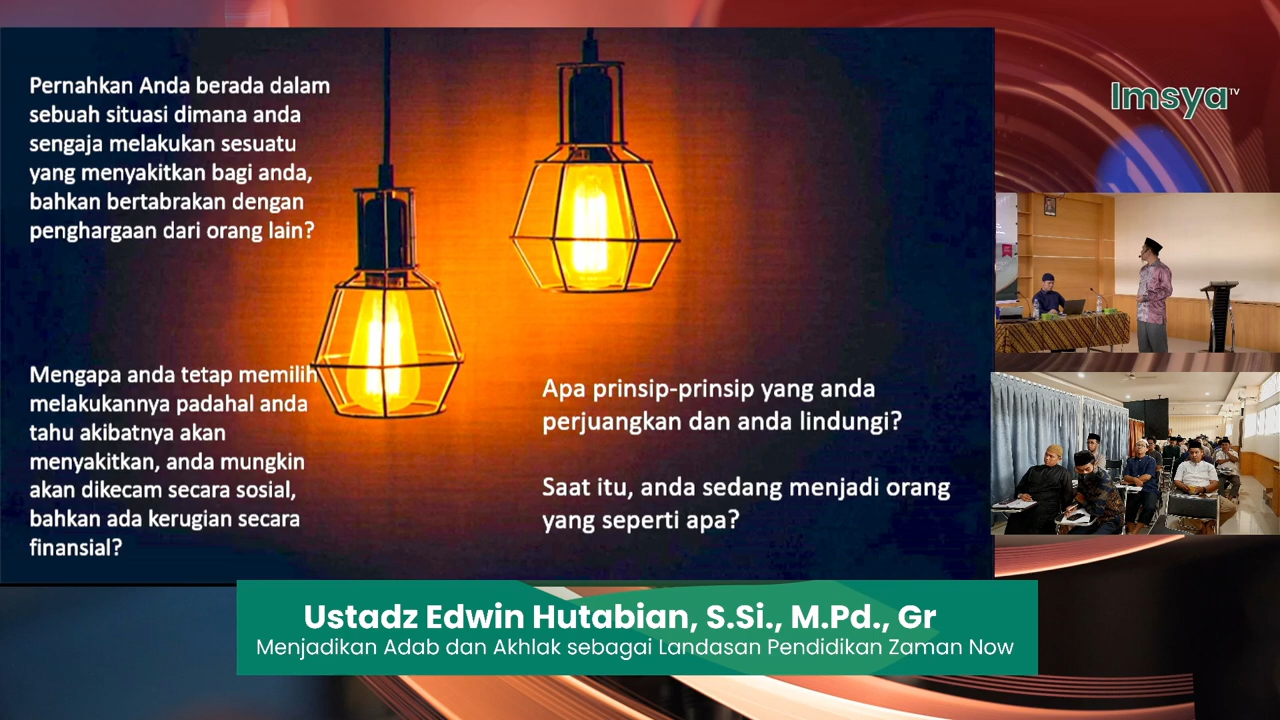 Pernahkan Anda berada dalam
sebuah situasi dimana anda
sengaja melakukan sesuatu
yang menyakitkan bagi anda,
bahkan bertabrakan dengan
penghargaan dari orang lain?
Mengapa anda tetap memilih
melakukannya padahal anda
tahu akibatnya akan
menyakitkan, anda mungkin
akan dikecam secara sosial,
bahkan ada kerugian secara
finansial?
Apa prinsip-prinsip yang anda
perjuangkan dan anda lindungi?
Saat itu, anda sedang menjadi orang
yang seperti apa?
Imsya TV
Ustadz Edwin Hutabian, S.Si., M.Pd., Gr
Menjadikan Adab dan Akhlak sebagai Landasan Pendidikan Zaman Now